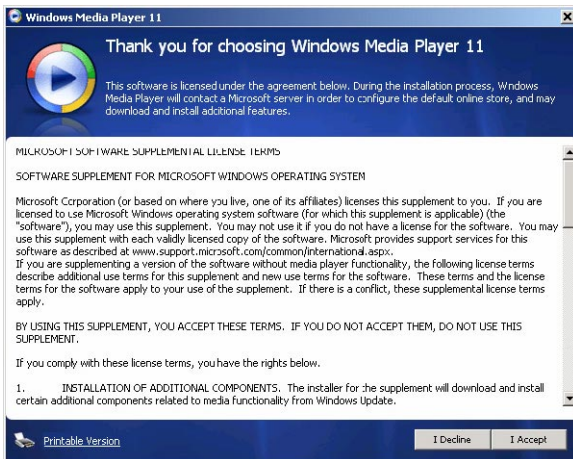 Windows Media Player 11
Thank you for choosing Windows Media Player 11
This software is licensed under the agreement below. During the installation process, Windows
Media Player will contact a Microsoft server in order to configure the default online store, and may
download and install additional features.
MICROSOFT SOFTWARE SUPPLEMENTAL LICENSE TERMS
SOFTWARE SUPPLEMENT FOR MICROSOFT WINDOWS OPERATING SYSTEM
Microsoft Corporation (or based on where you live, one of its affiliates) licenses this supplement to you. If you are
licensed to use Microsoft Windows operating system software (for which this supplement is applicable) (the
"software"), you may use this supplement. You may not use it if you do not have a license for the software. You may
use this supplement with each validly licensed copy of the software. Microsoft provides support services for this
software as described at www.support.microsoft.com/common/international.aspx.
If you are supplementing a version of the software without media player functionality, the following license terms
describe additional use terms for this supplement and new use terms for the software. These terms and the license
terms for the software apply to your use of the supplement. If there is a conflict, these supplemental license terms
apply.
BY USING THIS SUPPLEMENT, YOU ACCEPT THESE TERMS. IF YOU DO NOT ACCEPT THEM, DO NOT USE THIS
SUPPLEMENT.
If you comply with these license terms, you have the rights below.
1. INSTALLATION OF ADDITIONAL COMPONENTS. The installer for the supplement will download and install
certain additional components related to media functionality from Windows Update.
Printable Version
I Decline
I Accept